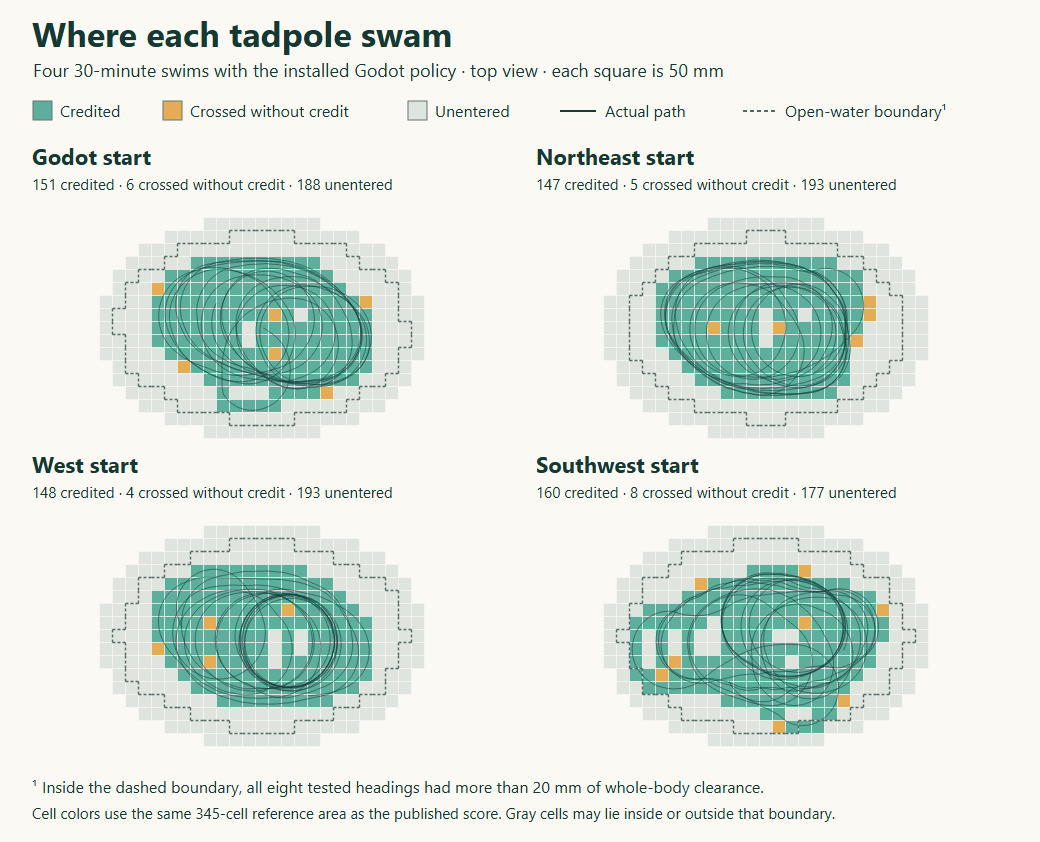 Where each tadpole swam
Four 30-minute swims with the installed Godot policy · top view · each square is 50 mm
Credited
Crossed without credit
Unentered
Actual path
Open-water boundary¹
Godot start
151 credited · 6 crossed without credit · 188 unentered
Northeast start
147 credited · 5 crossed without credit · 193 unentered
West start
148 credited · 4 crossed without credit · 193 unentered
Southwest start
160 credited · 8 crossed without credit · 177 unentered
¹ Inside the dashed boundary, all eight tested headings had more than 20 mm of whole-body clearance.
Cell colors use the same 345-cell reference area as the published score. Gray cells may lie inside or outside that boundary.